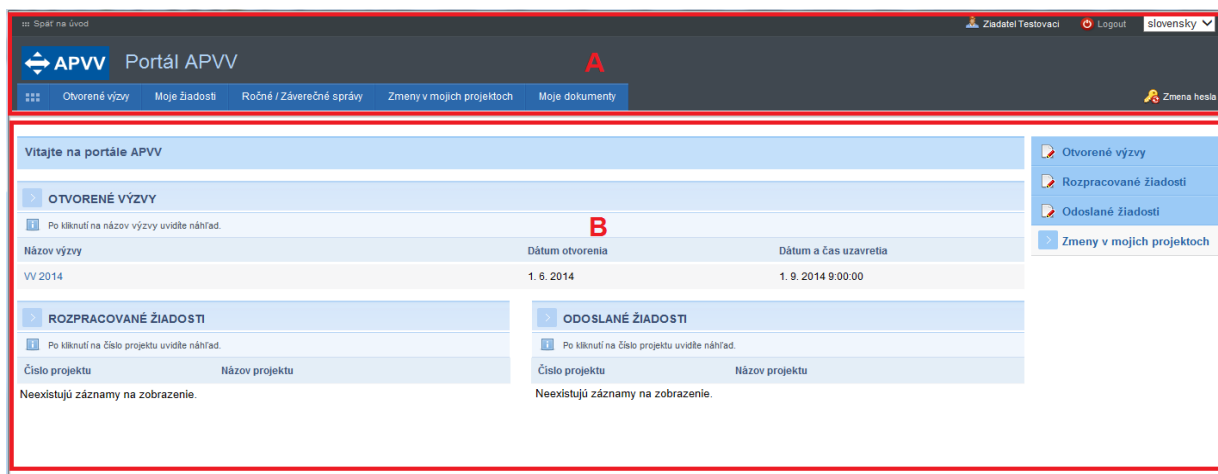 Späť na úvod
Ziadatel Testovaci Logout slovensky
APVV Portál APVV
A
Otvorené výzvy Moje žiadosti Ročné / Záverečné správy Zmeny v mojich projektoch Moje dokumenty
Zmena hesla
Vitajte na portále APVV
OTVORENÉ VÝZVY
Po kliknutí na názov výzvy uvidíte náhľad.
B
Názov výzvy Dátum otvorenia Dátum a čas uzavretia
VV 2014 1. 6. 2014 1. 9. 2014 9:00:00
ROZPRACOVANÉ ŽIADOSTI
Po kliknutí na číslo projektu uvidíte náhľad.
Číslo projektu Názov projektu
Neexistujú záznamy na zobrazenie.
ODOSLANÉ ŽIADOSTI
Po kliknutí na číslo projektu uvidíte náhľad.
Číslo projektu Názov projektu
Neexistujú záznamy na zobrazenie.
Otvorené výzvy
Rozpracované žiadosti
Odoslané žiadosti
Zmeny v mojich projektoch